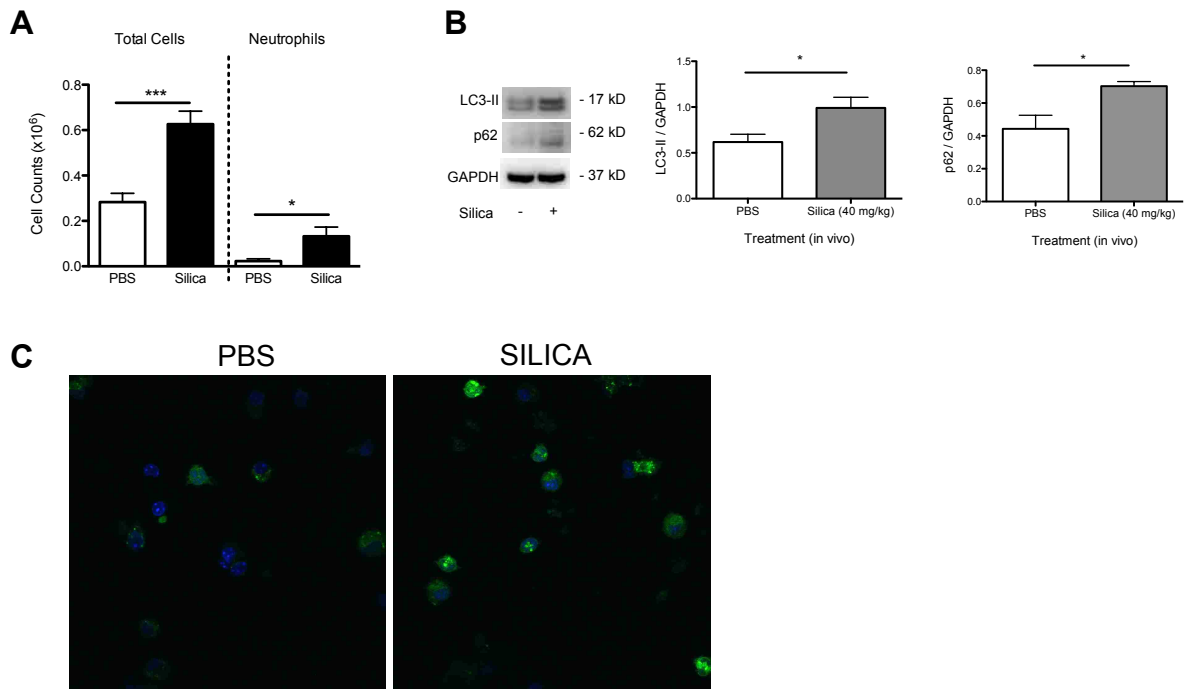 A
Total Cells
Neutrophils
Cell Counts (x10⁶)
0.8
0.6
0.4
0.2
0.0
***
*
PBS
Silica
PBS
Silica
B
LC3-II
- 17 kD
p62
- 62 kD
GAPDH
- 37 kD
Silica - +
LC3-II / GAPDH
1.5
1.0
0.5
0.0
*
PBS
Silica (40 mg/kg)
Treatment (in vivo)
p62 / GAPDH
0.8
0.6
0.4
0.2
0.0
*
PBS
Silica (40 mg/kg)
Treatment (in vivo)
C
PBS
SILICA